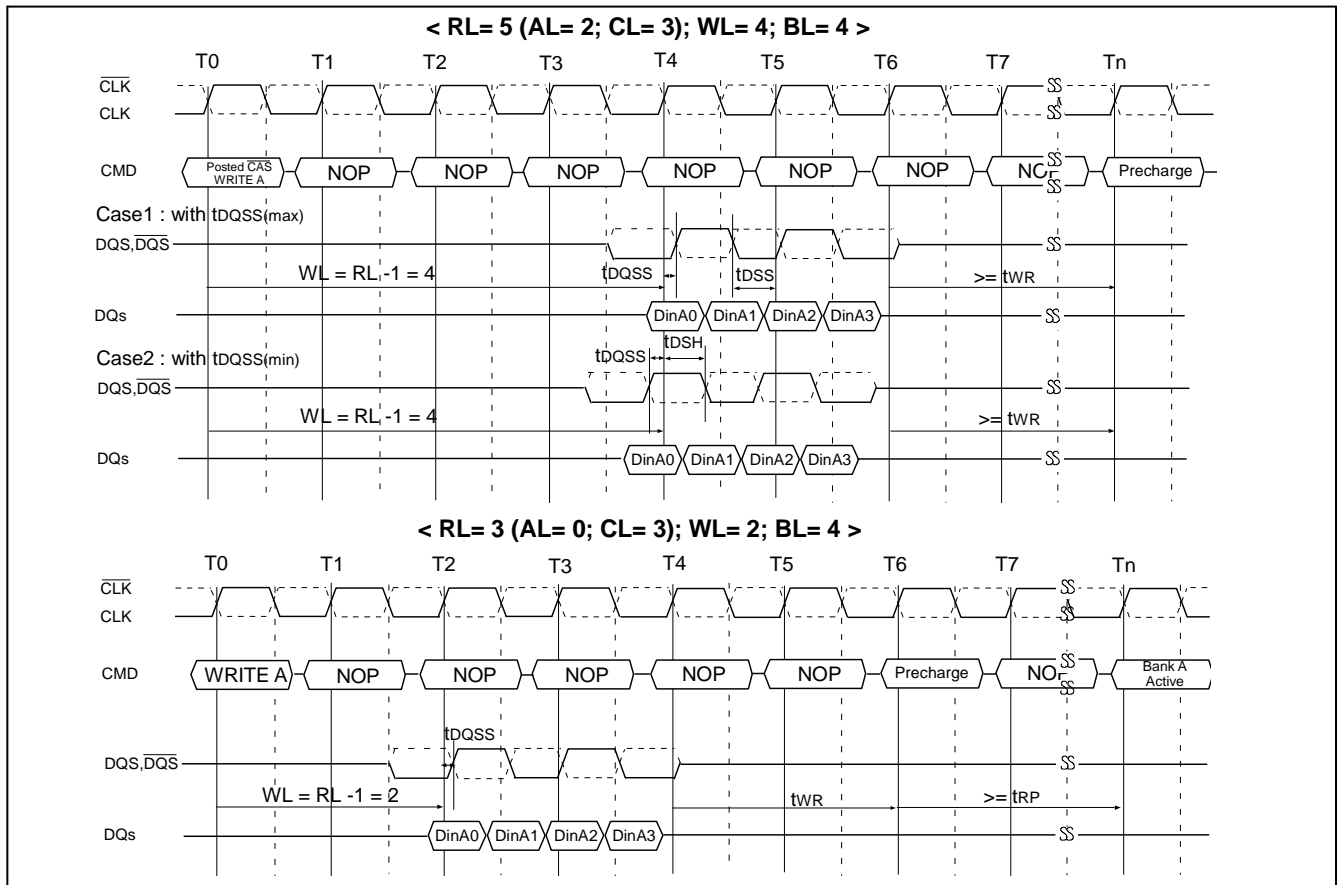 < RL= 5 (AL= 2; CL= 3); WL= 4; BL= 4 >
T0 T1 T2 T3 T4 T5 T6 T7 Tn
CLK
CLK
CMD Posted CAS WRITE A NOP NOP NOP NOP NOP NOP NOP Precharge
Case1 : with tDQSS(max)
DQS,DQS
WL = RL -1 = 4 tDQSS tDSS >= tWR
DQs DinA0 DinA1 DinA2 DinA3
Case2 : with tDQSS(min) tDQSS tDSH
DQS,DQS
WL = RL -1 = 4 >= tWR
DQs DinA0 DinA1 DinA2 DinA3
< RL= 3 (AL= 0; CL= 3); WL= 2; BL= 4 >
T0 T1 T2 T3 T4 T5 T6 T7 Tn
CLK
CLK
CMD WRITE A NOP NOP NOP NOP NOP Precharge NOP Bank A Active
tDQSS
DQS,DQS
WL = RL -1 = 2 tWR >= tRP
DQs DinA0 DinA1 DinA2 DinA3